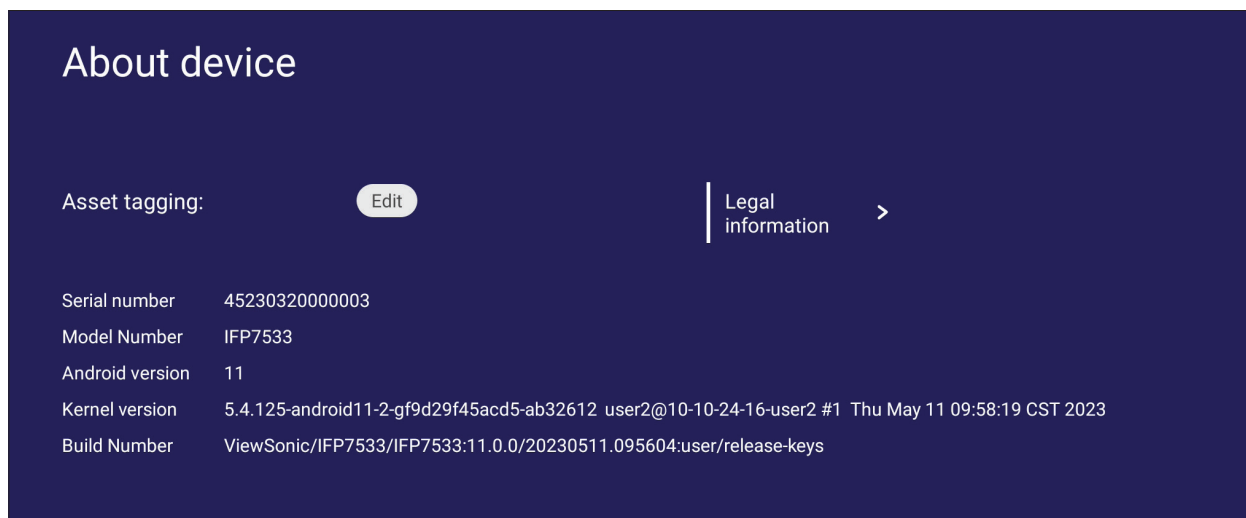 About device
Asset tagging:
Edit
Legal
information
Serial number 45230320000003
Model Number IFP7533
Android version 11
Kernel version 5.4.125-android11-2-gf9d29f45acd5-ab32612 user2@10-10-24-16-user2 #1 Thu May 11 09:58:19 CST 2023
Build Number ViewSonic/IFP7533/IFP7533:11.0.0/20230511.095604:user/release-keys